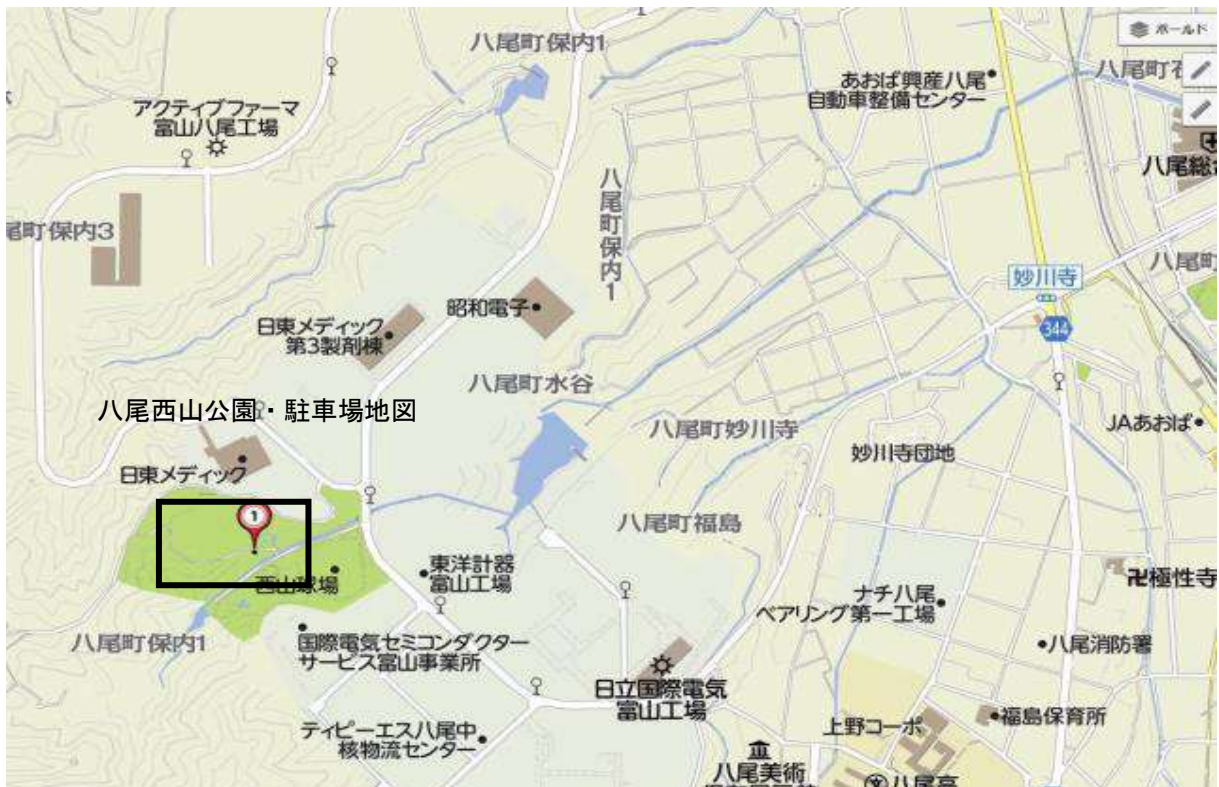 ボールド
八尾町保内1
あおば興産八尾
自動車整備センター
八尾町石
アクティブファーマ
富山八尾工場
八尾総合
八尾町保内1
尾町保内3
八尾町
妙川寺
昭和電子
344
日東メディック
第3製剤棟
八尾町水谷
八尾西山公園・駐車場地図
八尾町妙川寺
JAあおば
妙川寺団地
日東メディック
1
八尾町福島
東洋計器
富山工場
西山球場
卍極性寺
ナチ八尾
ベアリング第一工場
八尾町保内1
国際電気セミコンダクター
サービス富山事業所
八尾消防署
日立国際電気
富山工場
福島保育所
上野コーポ
ティピーエス八尾中
核物流センター
八尾美術
八尾高